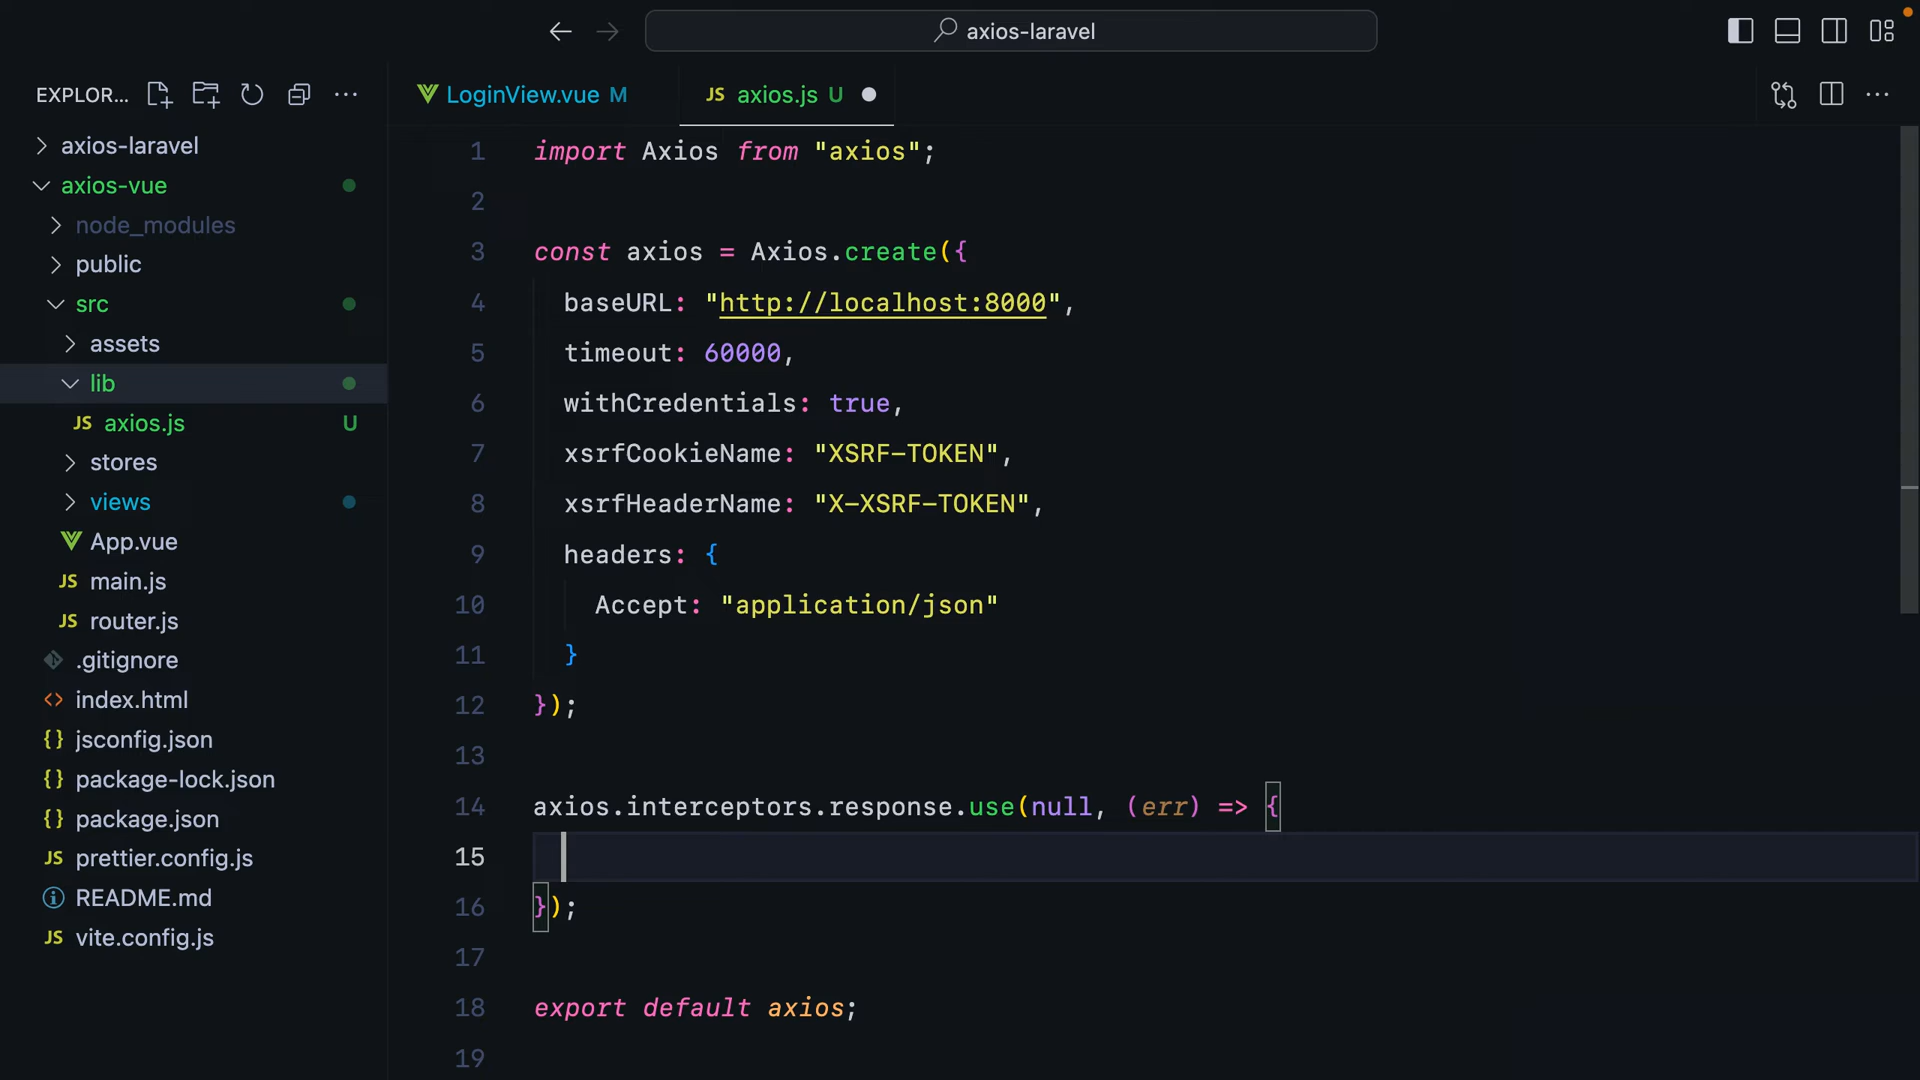 axios-laravel
EXPLOR...
LoginView.vue M
JS axios.js U
axios-laravel
axios-vue
node_modules
public
src
assets
lib
JS axios.js U
stores
views
App.vue
JS main.js
JS router.js
.gitignore
<> index.html
{} jsconfig.json
{} package-lock.json
{} package.json
JS prettier.config.js
README.md
JS vite.config.js
1 import Axios from "axios";
2
3 const axios = Axios.create({
4 baseURL: "http://localhost:8000",
5 timeout: 60000,
6 withCredentials: true,
7 xsrfCookieName: "XSRF-TOKEN",
8 xsrfHeaderName: "X-XSRF-TOKEN",
9 headers: {
10 Accept: "application/json"
11 }
12 });
13
14 axios.interceptors.response.use(null, (err) => {
15
16 });
17
18 export default axios;
19